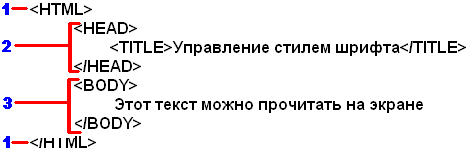 1 <HTML>
<HEAD>
2 <TITLE>Управление стилем шрифта</TITLE>
</HEAD>
<BODY>
3 Этот текст можно прочитать на экране
</BODY>
1 </HTML>